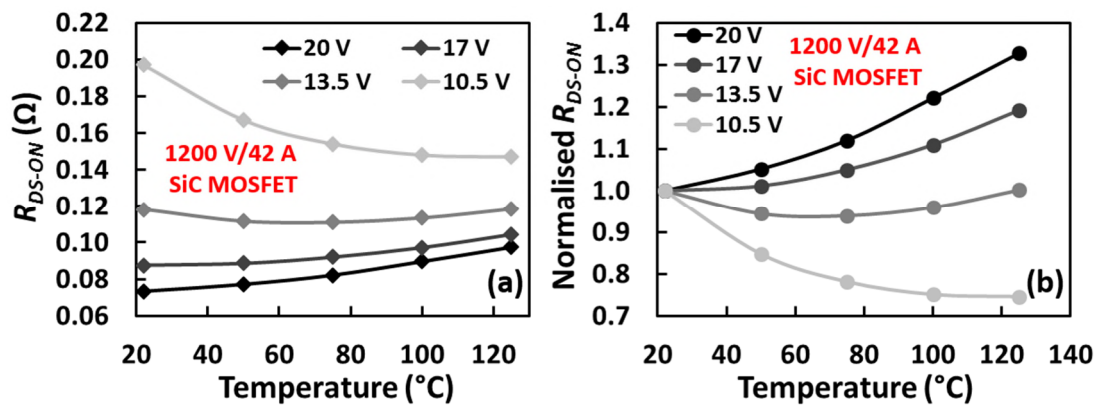 0.22
0.20
0.18
0.16
0.14
0.12
0.10
0.08
0.06
R_DS-ON (Ω)
20 V
17 V
13.5 V
10.5 V
1200 V/42 A
SiC MOSFET
(a)
20
40
60
80
100
120
Temperature (°C)
1.4
1.3
1.2
1.1
1.0
0.9
0.8
0.7
Normalised R_DS-ON
20 V
17 V
13.5 V
10.5 V
1200 V/42 A
SiC MOSFET
(b)
20
40
60
80
100
120
140
Temperature (°C)